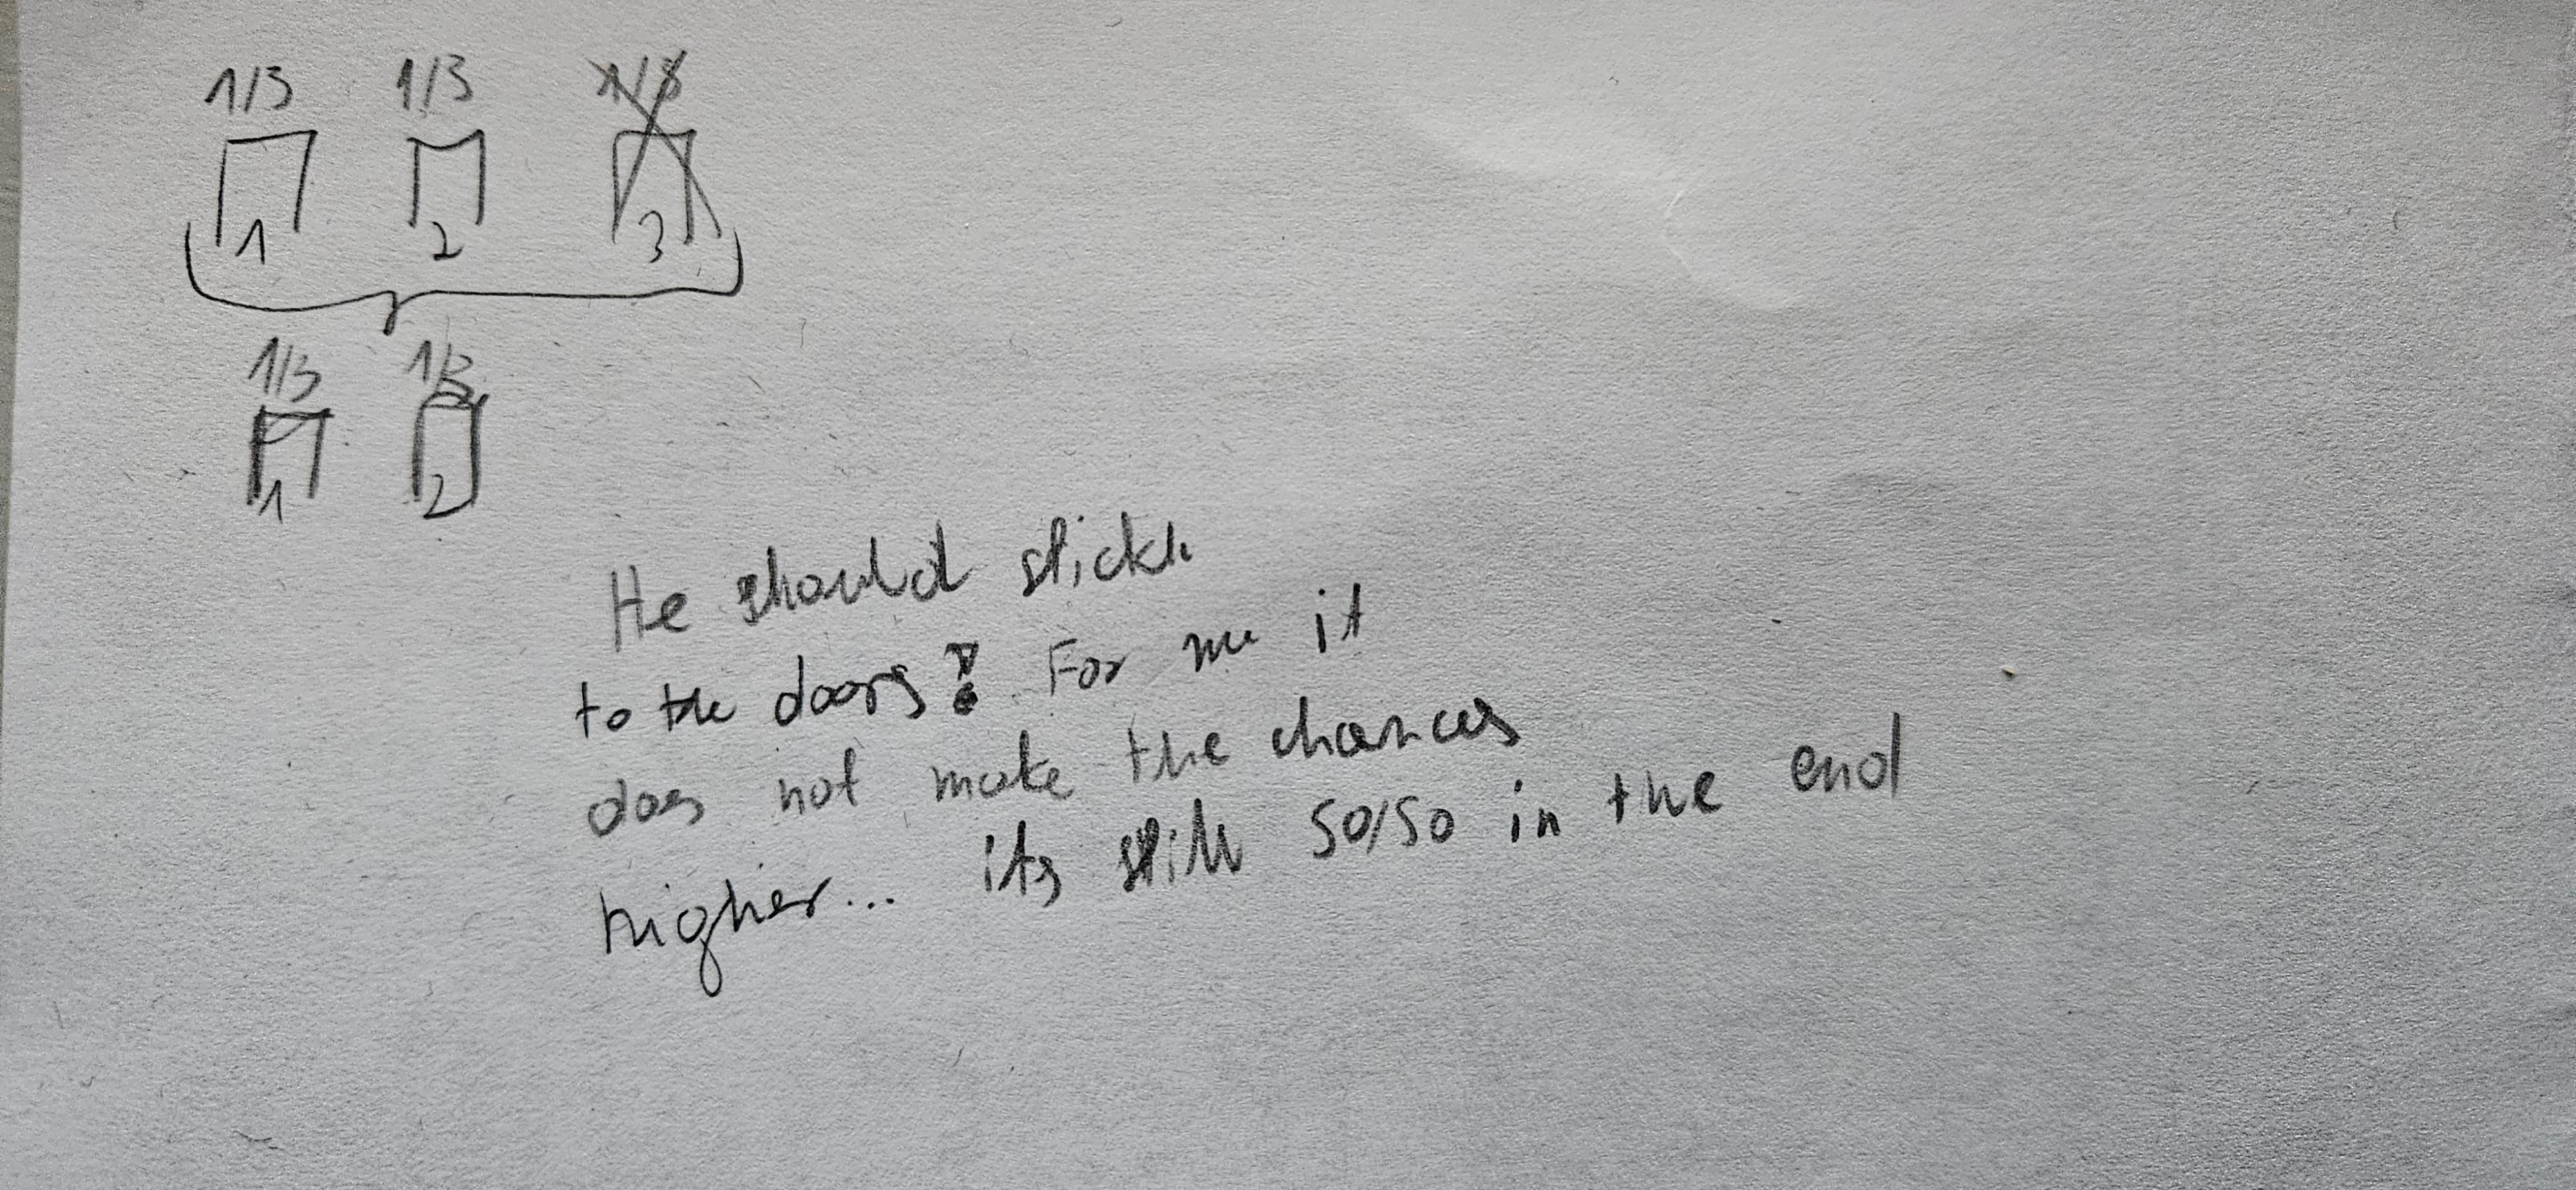 1/3 1/3 1/3
1 2 3
1/3 1/3
1 2
He should stick
to the doors? For me it
does not make the chances
higher... its still 50/50 in the end